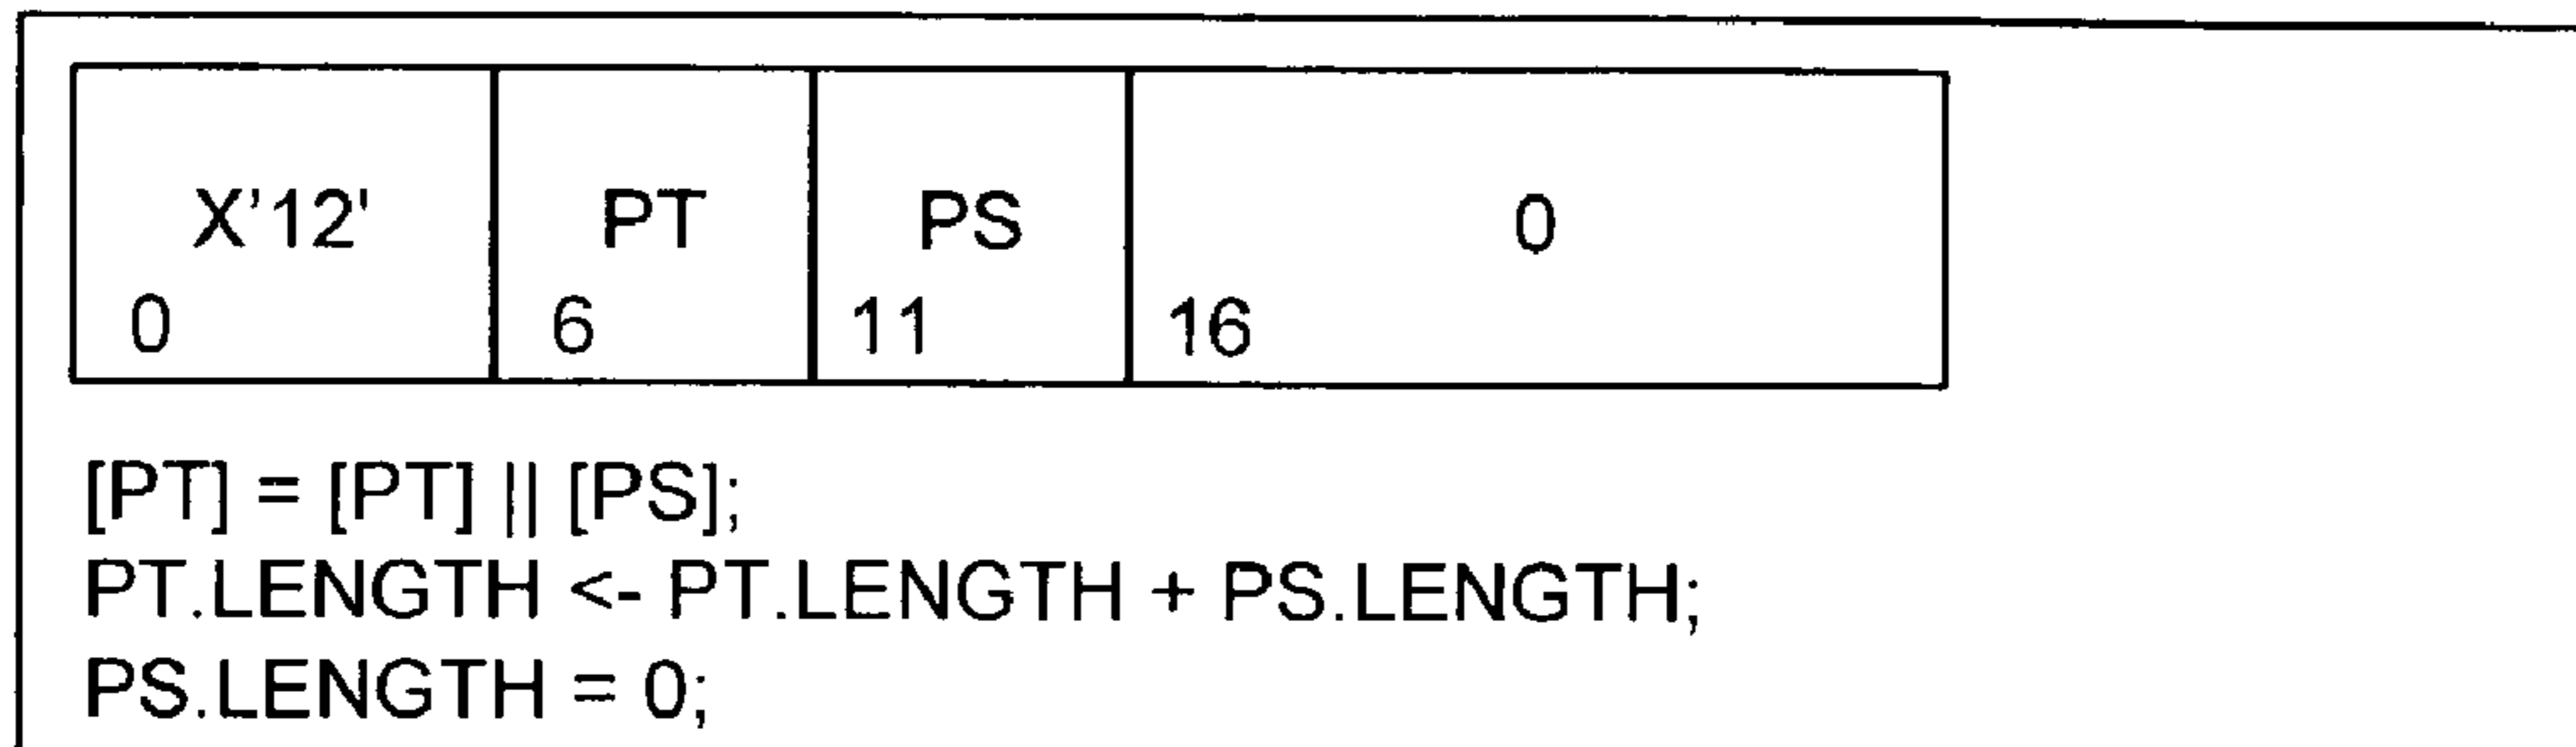 X’12' PT PS 0
0 6 11 16
[PT] = [PT] || [PS];
PT.LENGTH <- PT.LENGTH + PS.LENGTH;
PS.LENGTH = 0;